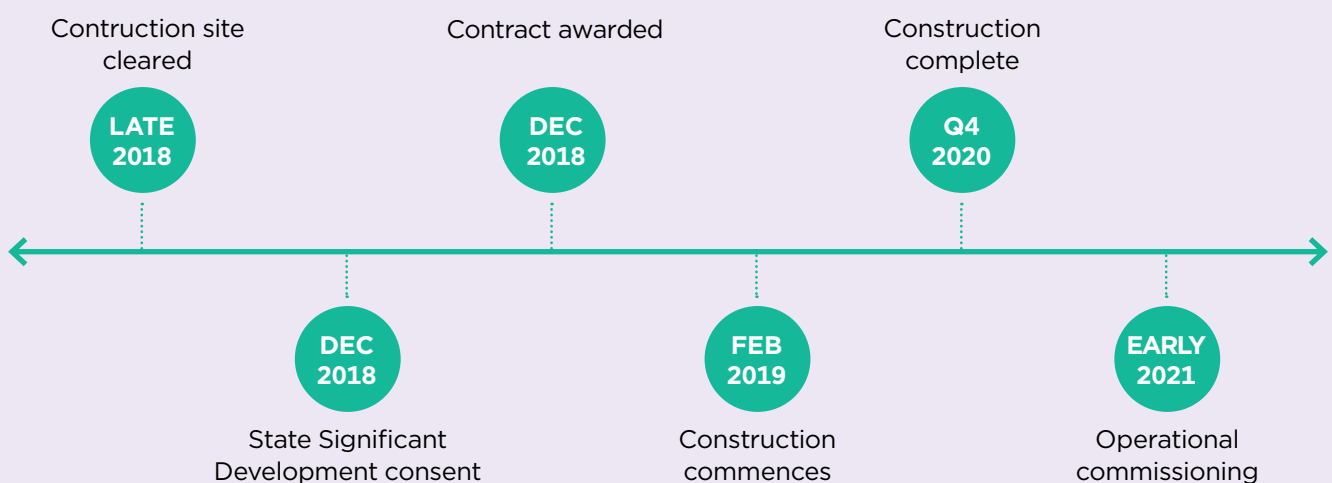 Contruction site
cleared
LATE
2018
DEC
2018
State Significant
Development consent
Contract awarded
DEC
2018
FEB
2019
Construction
commences
Construction
complete
Q4
2020
EARLY
2021
Operational
commissioning